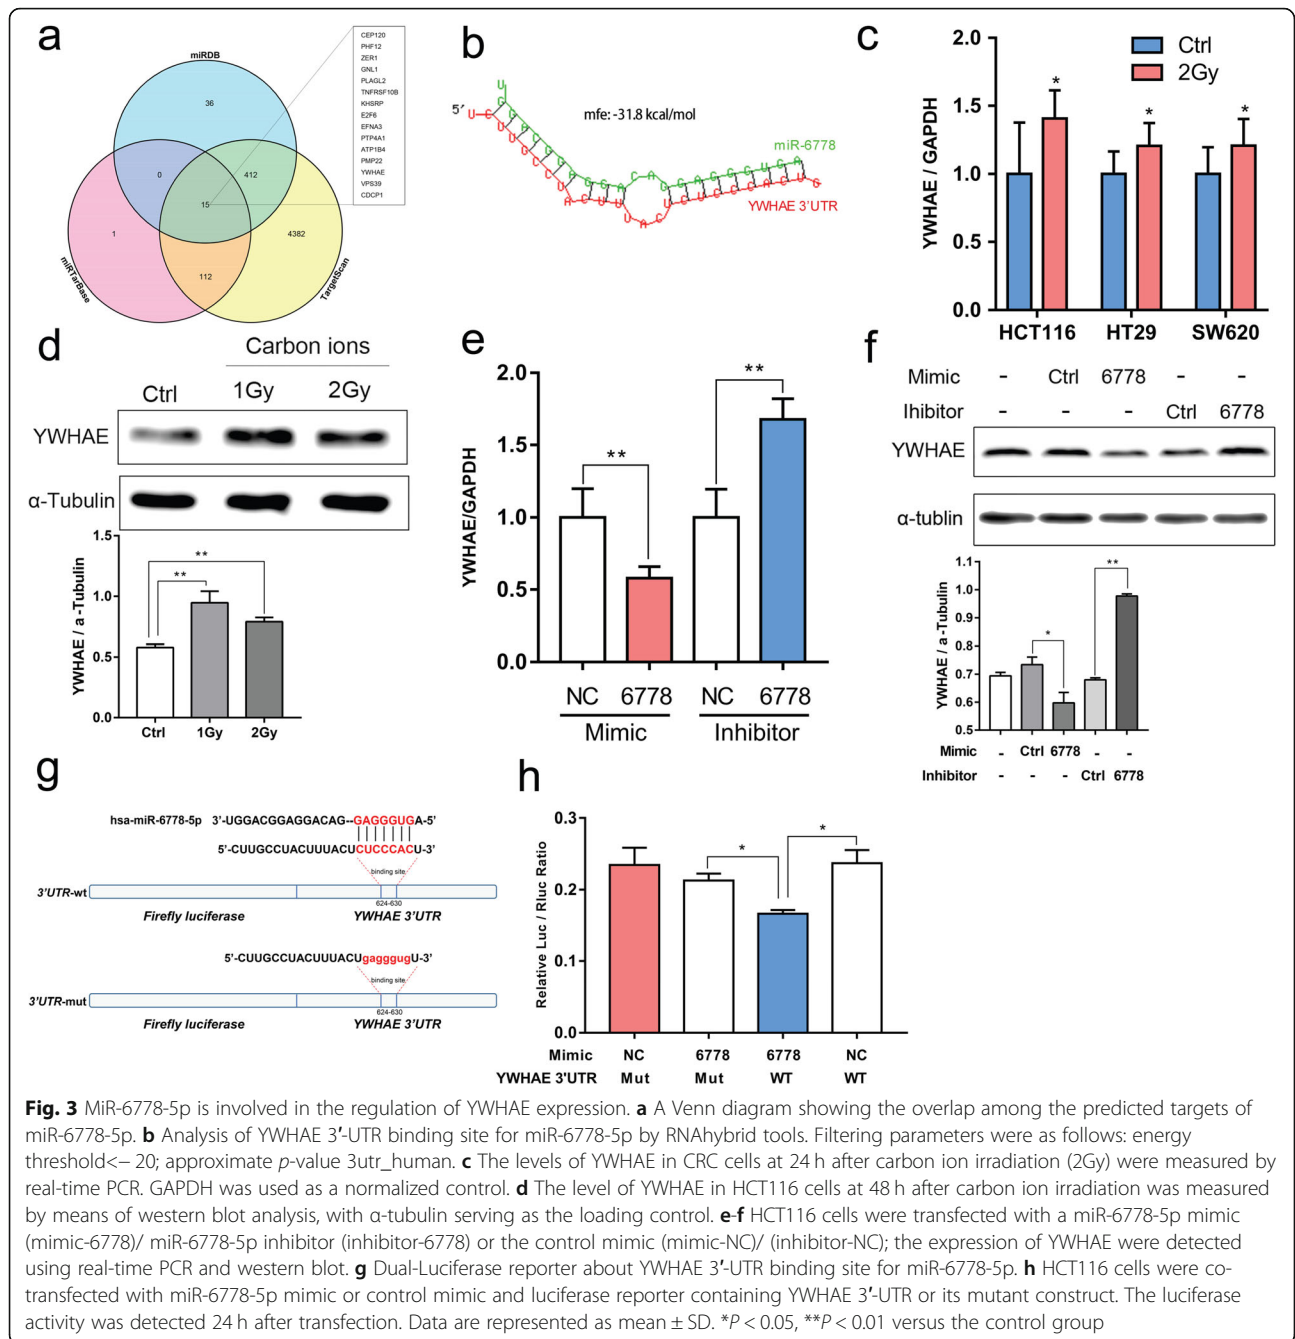 a
miRDB
36
0
412
15
1
112
4382
miRTarBase
TargetScan
CEP120
PHF12
ZER1
GNL1
PLAGL2
TNFRSF10B
KHSRP
E2F6
EFNA3
PTP4A1
ATP1B4
PMP22
YWHAE
VPS39
CDCP1
b
5'
mfe: -31.8 kcal/mol
miR-6778
YWHAE 3'UTR
c
Ctrl
2Gy
YWHAE / GAPDH
2.0
1.5
1.0
0.5
0.0
* * *
HCT116 HT29 SW620
d
Carbon ions
Ctrl 1Gy 2Gy
YWHAE
α-Tubulin
YWHAE / a -Tubulin
1.5
1.0
0.5
0.0
**
**
Ctrl 1Gy 2Gy
e
YWHAE/GAPDH
2.0
1.5
1.0
0.5
0.0
**
**
NC 6778 NC 6778
Mimic Inhibitor
f
Mimic - Ctrl 6778 - -
Ihibitor - - - Ctrl 6778
YWHAE
α-tublin
YWHAE / a -Tubulin
1.1
1.0
0.9
0.8
0.7
0.6
0.5
*
**
Mimic - Ctrl 6778 - -
Inhibitor - - - Ctrl 6778
g
hsa-miR-6778-5p 3'-UGGACGGAGGACAG--GAGGGUGA-5'
5'-CUUGCCUACUUUACUCUCCCACU-3'
binding site
3'UTR-wt
624-630
Firefly luciferase YWHAE 3'UTR
5'-CUUGCCUACUUUACUgagggugU-3'
binding site
3'UTR-mut
624-630
Firefly luciferase YWHAE 3'UTR
h
Relative Luc / Rluc Ratio
0.3
0.2
0.1
0.0
*
*
Mimic NC 6778 6778 NC
YWHAE 3'UTR Mut Mut WT WT
Fig. 3 MiR-6778-5p is involved in the regulation of YWHAE expression. a A Venn diagram showing the overlap among the predicted targets of
miR-6778-5p. b Analysis of YWHAE 3′-UTR binding site for miR-6778-5p by RNAhybrid tools. Filtering parameters were as follows: energy
threshold<− 20; approximate p-value 3utr_human. c The levels of YWHAE in CRC cells at 24 h after carbon ion irradiation (2Gy) were measured by
real-time PCR. GAPDH was used as a normalized control. d The level of YWHAE in HCT116 cells at 48 h after carbon ion irradiation was measured
by means of western blot analysis, with α-tubulin serving as the loading control. e-f HCT116 cells were transfected with a miR-6778-5p mimic
(mimic-6778)/ miR-6778-5p inhibitor (inhibitor-6778) or the control mimic (mimic-NC)/ (inhibitor-NC); the expression of YWHAE were detected
using real-time PCR and western blot. g Dual-Luciferase reporter about YWHAE 3′-UTR binding site for miR-6778-5p. h HCT116 cells were co-
transfected with miR-6778-5p mimic or control mimic and luciferase reporter containing YWHAE 3′-UTR or its mutant construct. The luciferase
activity was detected 24 h after transfection. Data are represented as mean ± SD. *P < 0.05, **P < 0.01 versus the control group